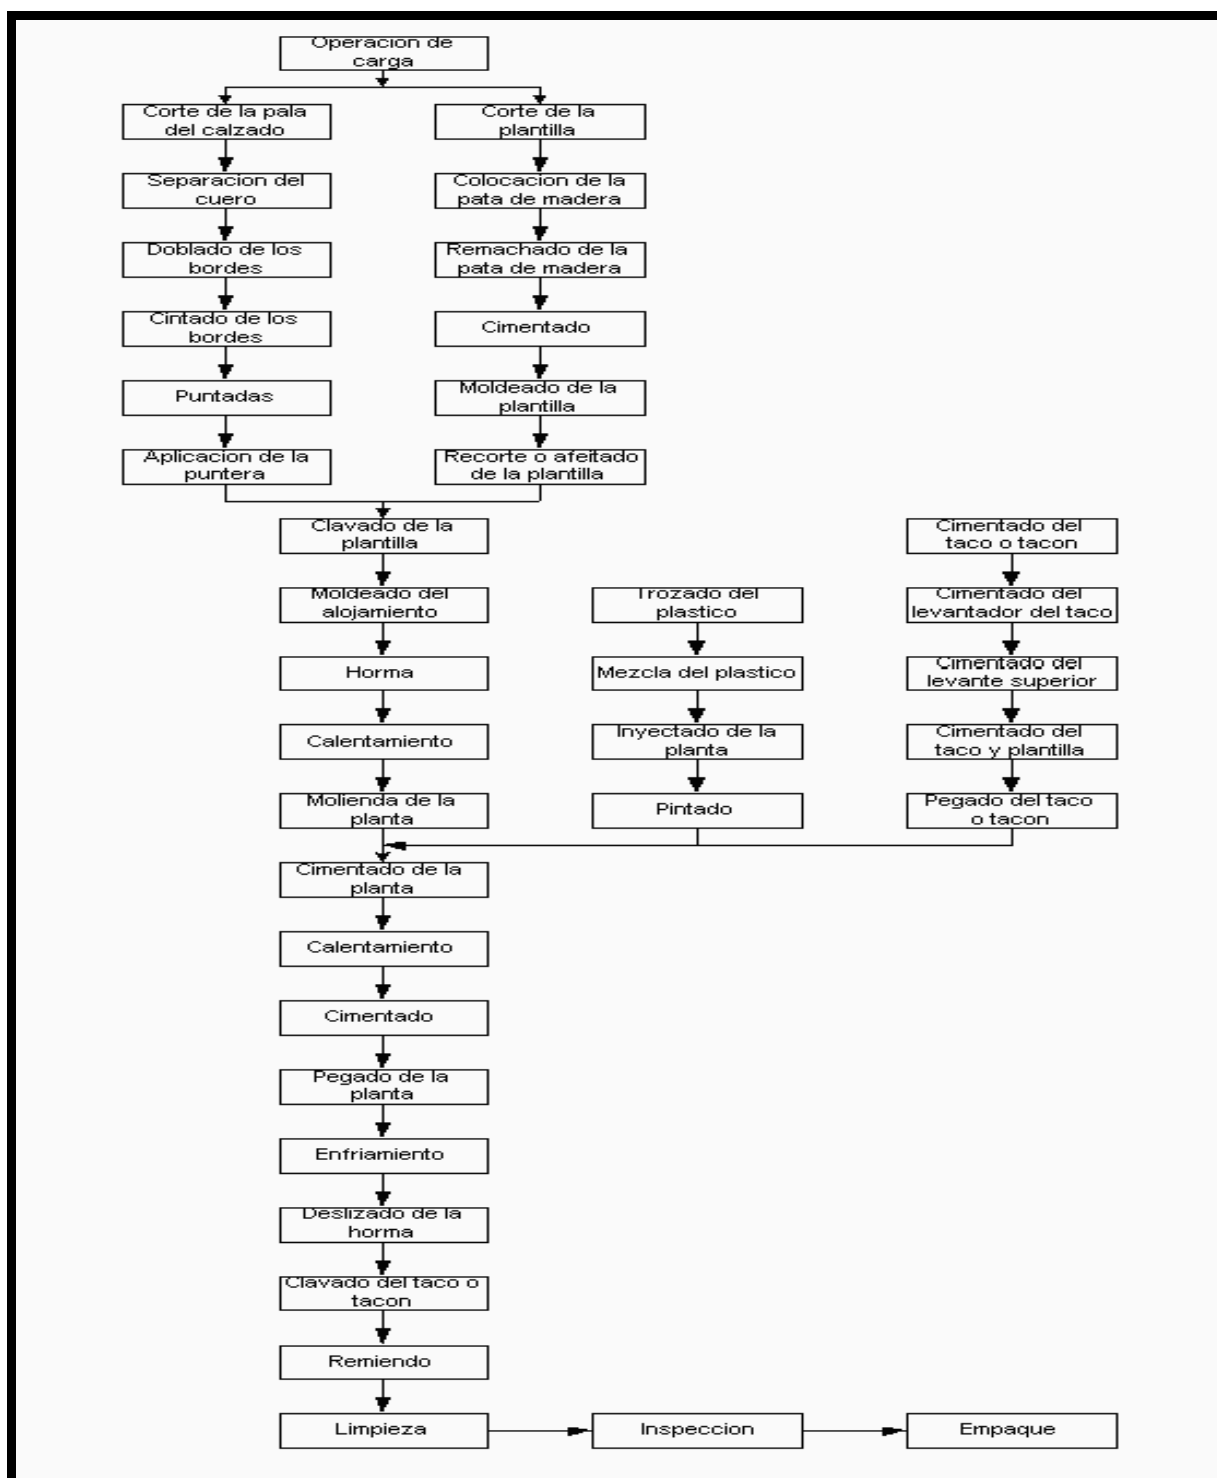 Operacion de
carga
Corte de la pala
del calzado
Corte de la
plantilla
Separacion del
cuero
Colocacion de la
pata de madera
Doblado de los
bordes
Remachado de la
pata de madera
Cintado de los
bordes
Cimentado
Puntadas
Moldeado de la
plantilla
Aplicacion de la
puntera
Recorte o afeitado
de la plantilla
Clavado de la
plantilla
Cimentado del
taco o tacon
Moldeado del
alojamiento
Trozado del
plastico
Cimentado del
levantador del taco
Horma
Mezcla del plastico
Cimentado del
levante superior
Calentamiento
Inyectado de la
planta
Cimentado del
taco y plantilla
Molienda de la
planta
Pintado
Pegado del taco
o tacon
Cimentado de la
planta
Calentamiento
Cimentado
Pegado de la
planta
Enfriamiento
Deslizado de la
horma
Clavado del taco o
tacon
Remiendo
Limpieza
Inspeccion
Empaque